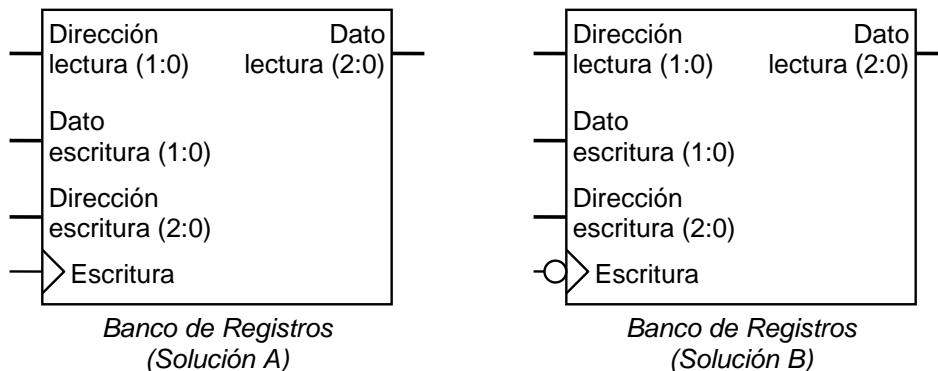 Dirección
lectura (1:0)
Dato
lectura (2:0)
Dato
escritura (1:0)
Dirección
escritura (2:0)
Escritura
Banco de Registros
(Solución A)
Dirección
lectura (1:0)
Dato
lectura (2:0)
Dato
escritura (1:0)
Dirección
escritura (2:0)
Escritura
Banco de Registros
(Solución B)